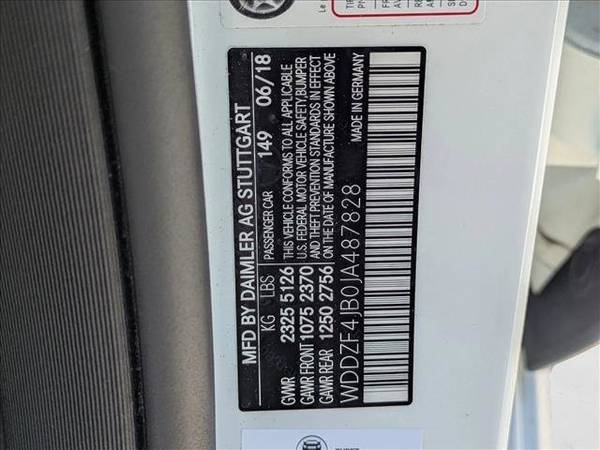 MFD BY DAIMLER AG STUTTGART
KG LBS PASSENGER CAR 149 06/18
GVWR 2325 5126 THIS VEHICLE CONFORMS TO ALL APPLICABLE
GAWR FRONT 1075 2370 U.S. FEDERAL MOTOR VEHICLE SAFETY, BUMPER
GAWR REAR 1250 2756 AND THEFT PREVENTION STANDARDS IN EFFECT
ON THE DATE OF MANUFACTURE SHOWN ABOVE
WDDZF4JB0JA487828 MADE IN GERMANY